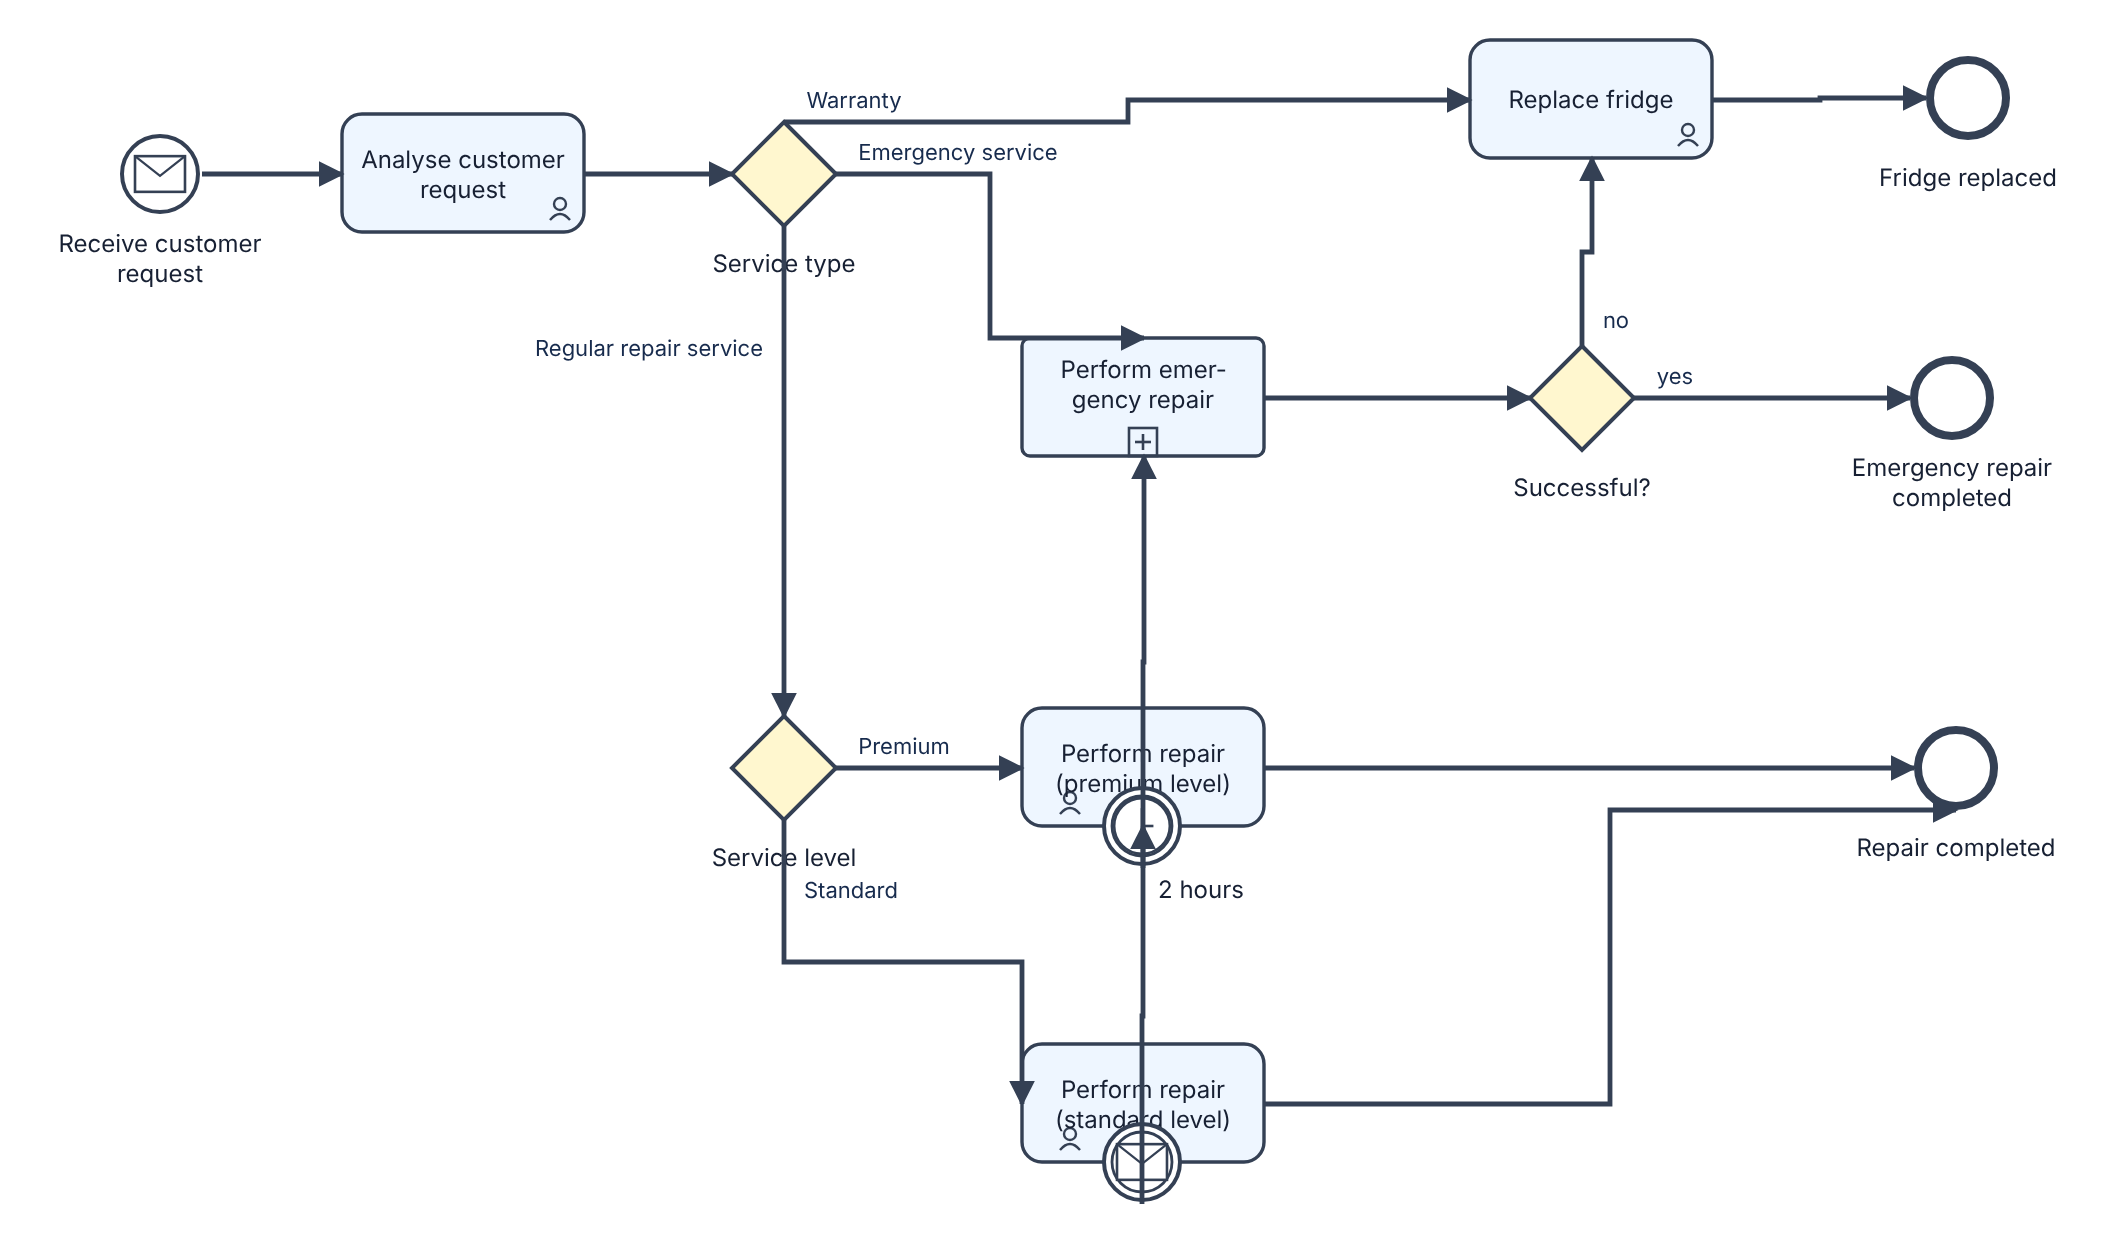 Warranty
Replace fridge
Analyse customer
request
Emergency service
Fridge replaced
Receive customer
request
Service type
Regular repair service
no
Perform emer-
gency repair
yes
Emergency repair
completed
Successful?
Premium
Perform repair
(premium level)
Repair completed
Service level
Standard
2 hours
Perform repair
(standard level)